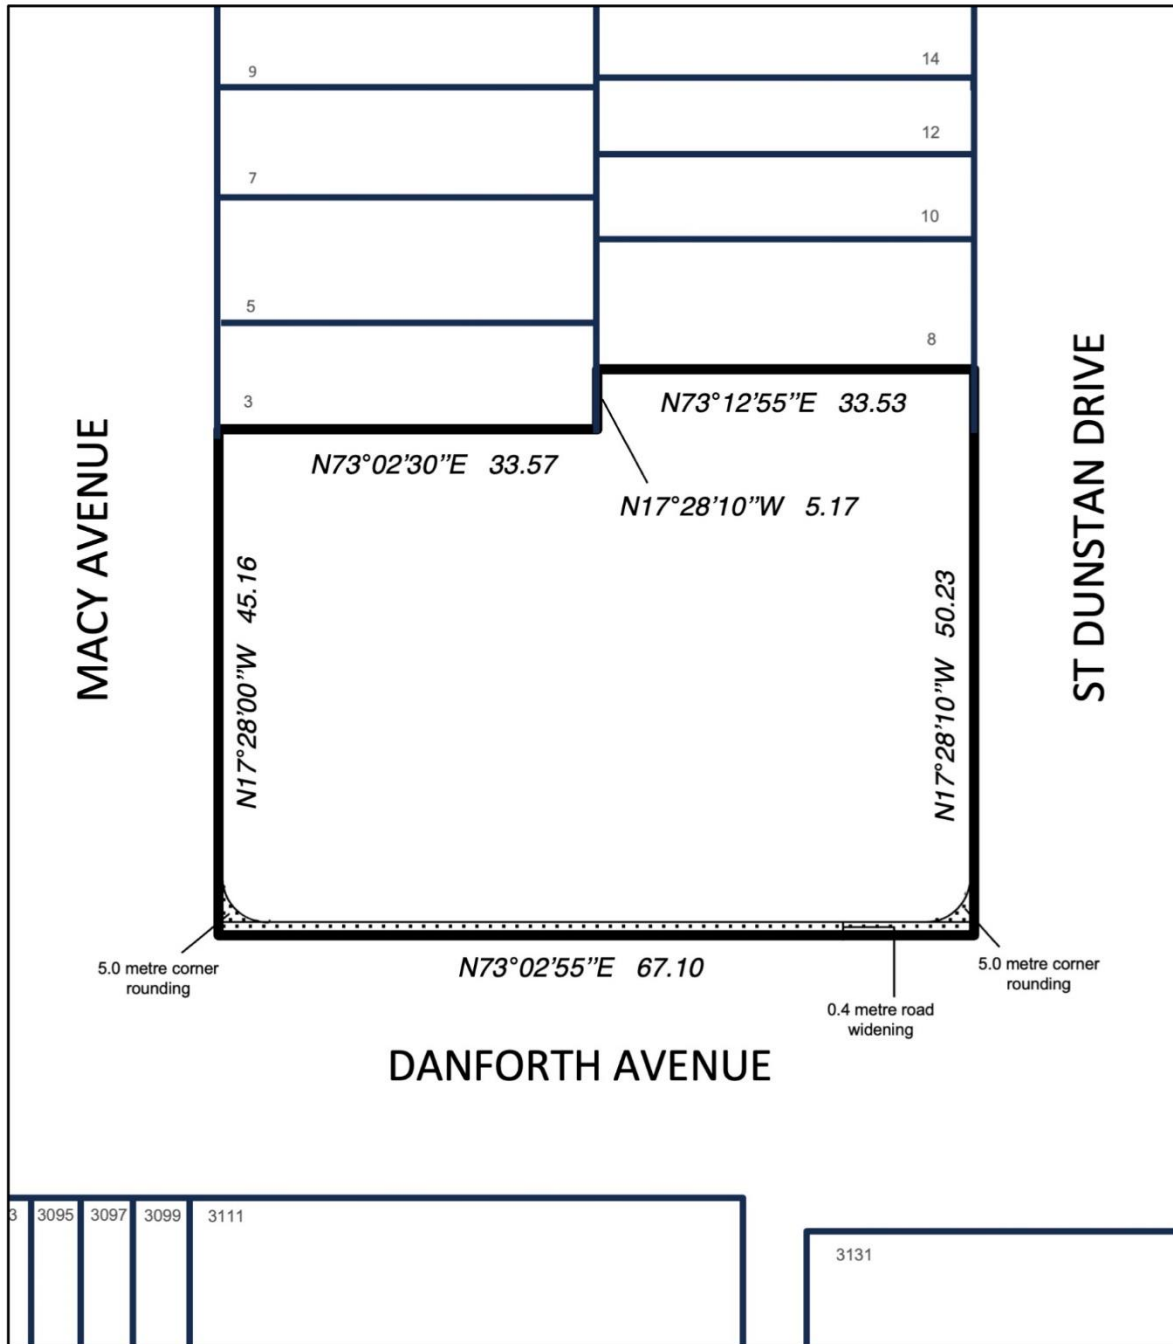 9
14
12
7
10
5
8
3
N73°12’55”E 33.53
N73°02’30”E 33.57
N17°28’10”W 5.17
MACY AVENUE
ST DUNSTAN DRIVE
N17°28’00”W 45.16
N17°28’10”W 50.23
5.0 metre corner
rounding
N73°02’55”E 67.10
5.0 metre corner
rounding
0.4 metre road
widening
DANFORTH AVENUE
3
3095
3097
3099
3111
3131